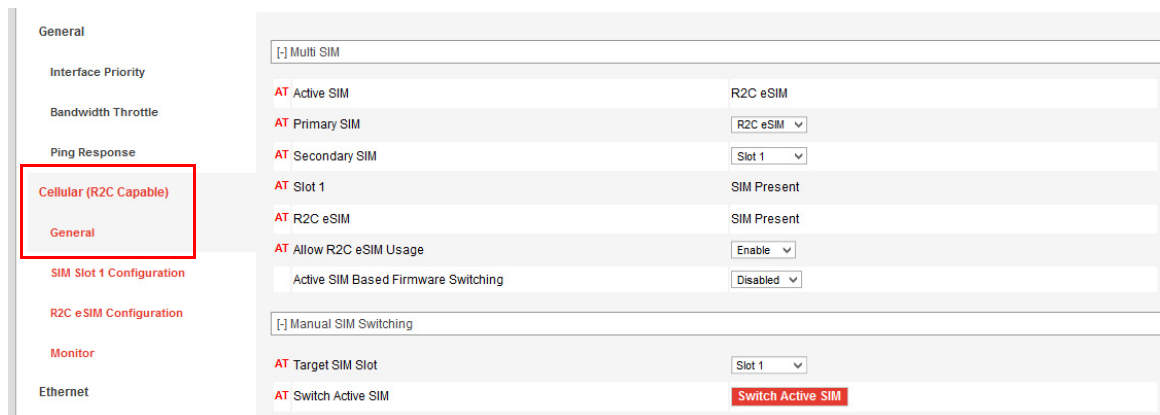 General
Interface Priority
Bandwidth Throttle
Ping Response
Cellular (R2C Capable)
General
SIM Slot 1 Configuration
R2C eSIM Configuration
Monitor
Ethernet
[-] Multi SIM
AT Active SIM R2C eSIM
AT Primary SIM R2C eSIM
AT Secondary SIM Slot 1
AT Slot 1 SIM Present
AT R2C eSIM SIM Present
AT Allow R2C eSIM Usage Enable
Active SIM Based Firmware Switching Disabled
[-] Manual SIM Switching
AT Target SIM Slot Slot 1
AT Switch Active SIM Switch Active SIM